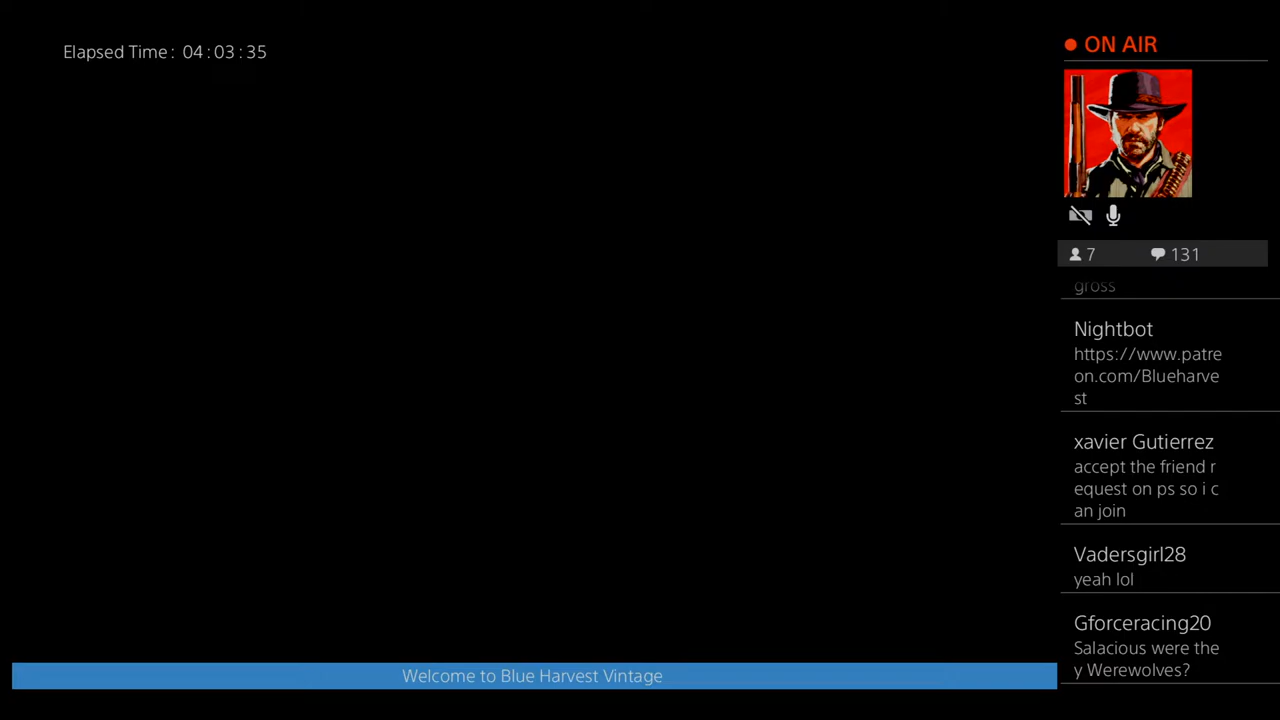 Elapsed Time: 04:03:35
ON AIR
7 131
gross
Nightbot
https://www.patre
on.com/Blueharve
st
xavier Gutierrez
accept the friend r
equest on ps so i c
an join
Vadersgirl28
yeah lol
Gforceracing20
Salacious were the
y Werewolves?
Welcome to Blue Harvest Vintage